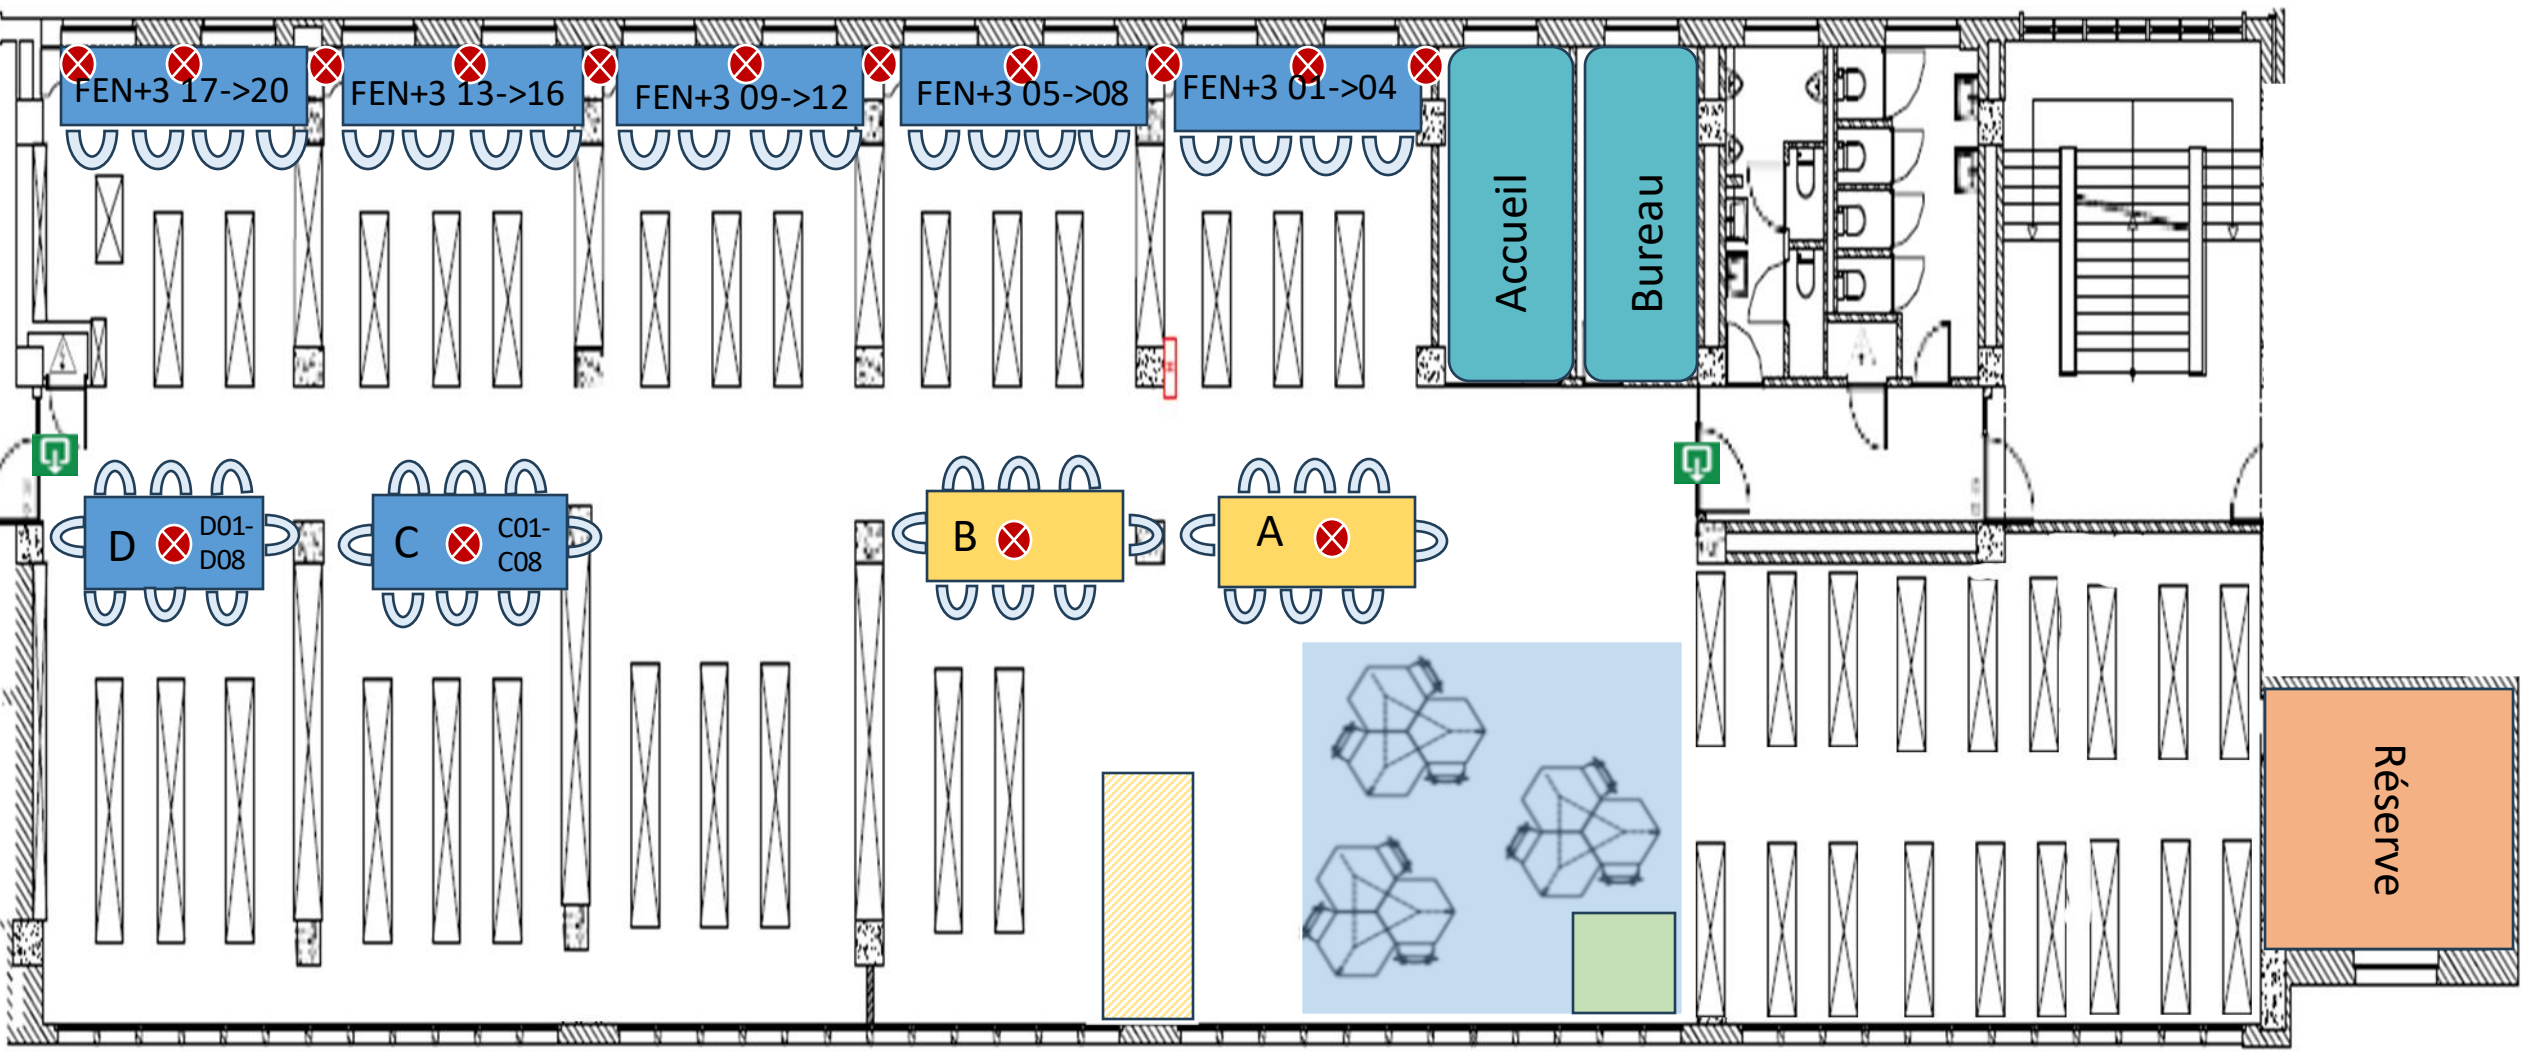 FEN+3 17->20
FEN+3 13->16
FEN+3 09->12
FEN+3 05->08
FEN+3 01->04
Accueil
Bureau
D
D01-
D08
C
C01-
C08
B
A
Réserve